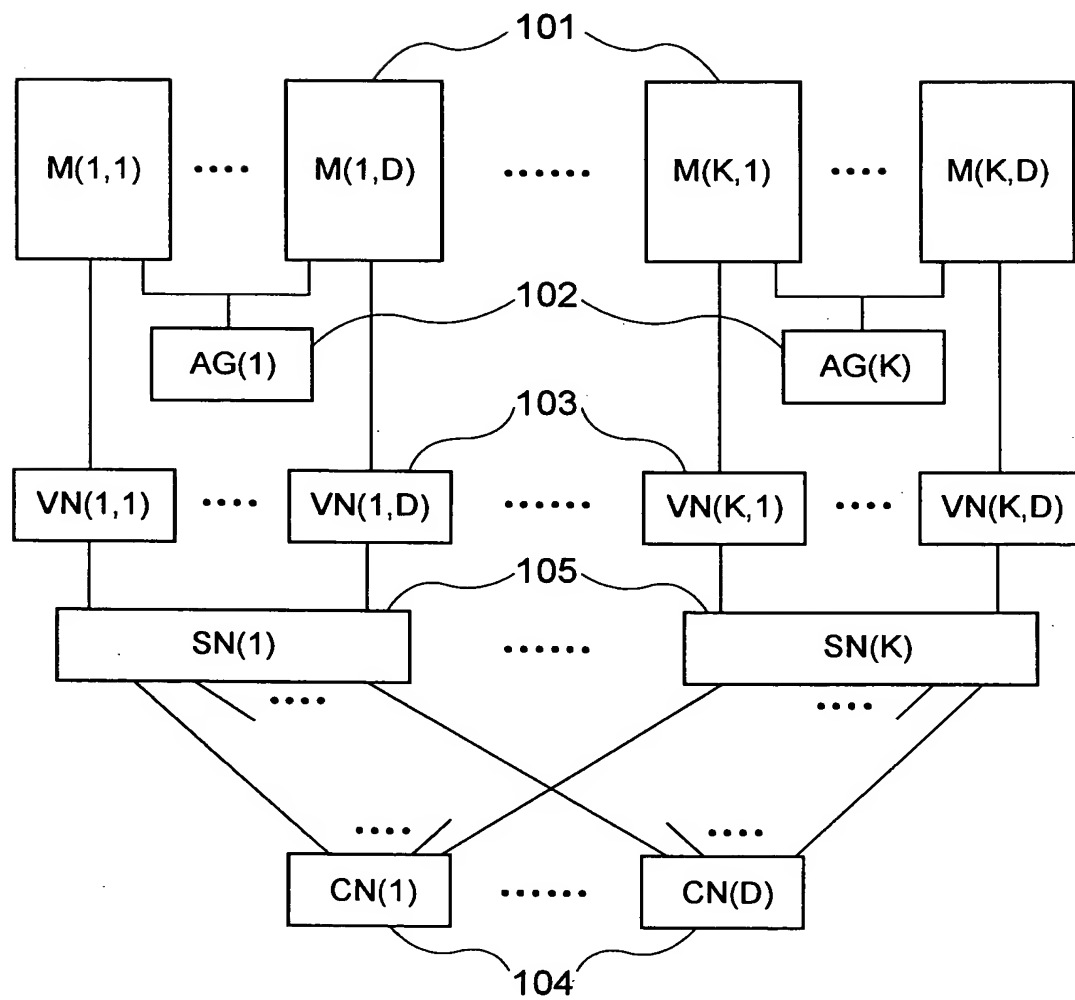 101
M(1,1) •••• M(1,D) •••••• M(K,1) •••• M(K,D)
102
AG(1) AG(K)
103
VN(1,1) •••• VN(1,D) •••••• VN(K,1) •••• VN(K,D)
105
SN(1) •••••• SN(K)
•••• ••••
•••• ••••
CN(1) •••••• CN(D)
104